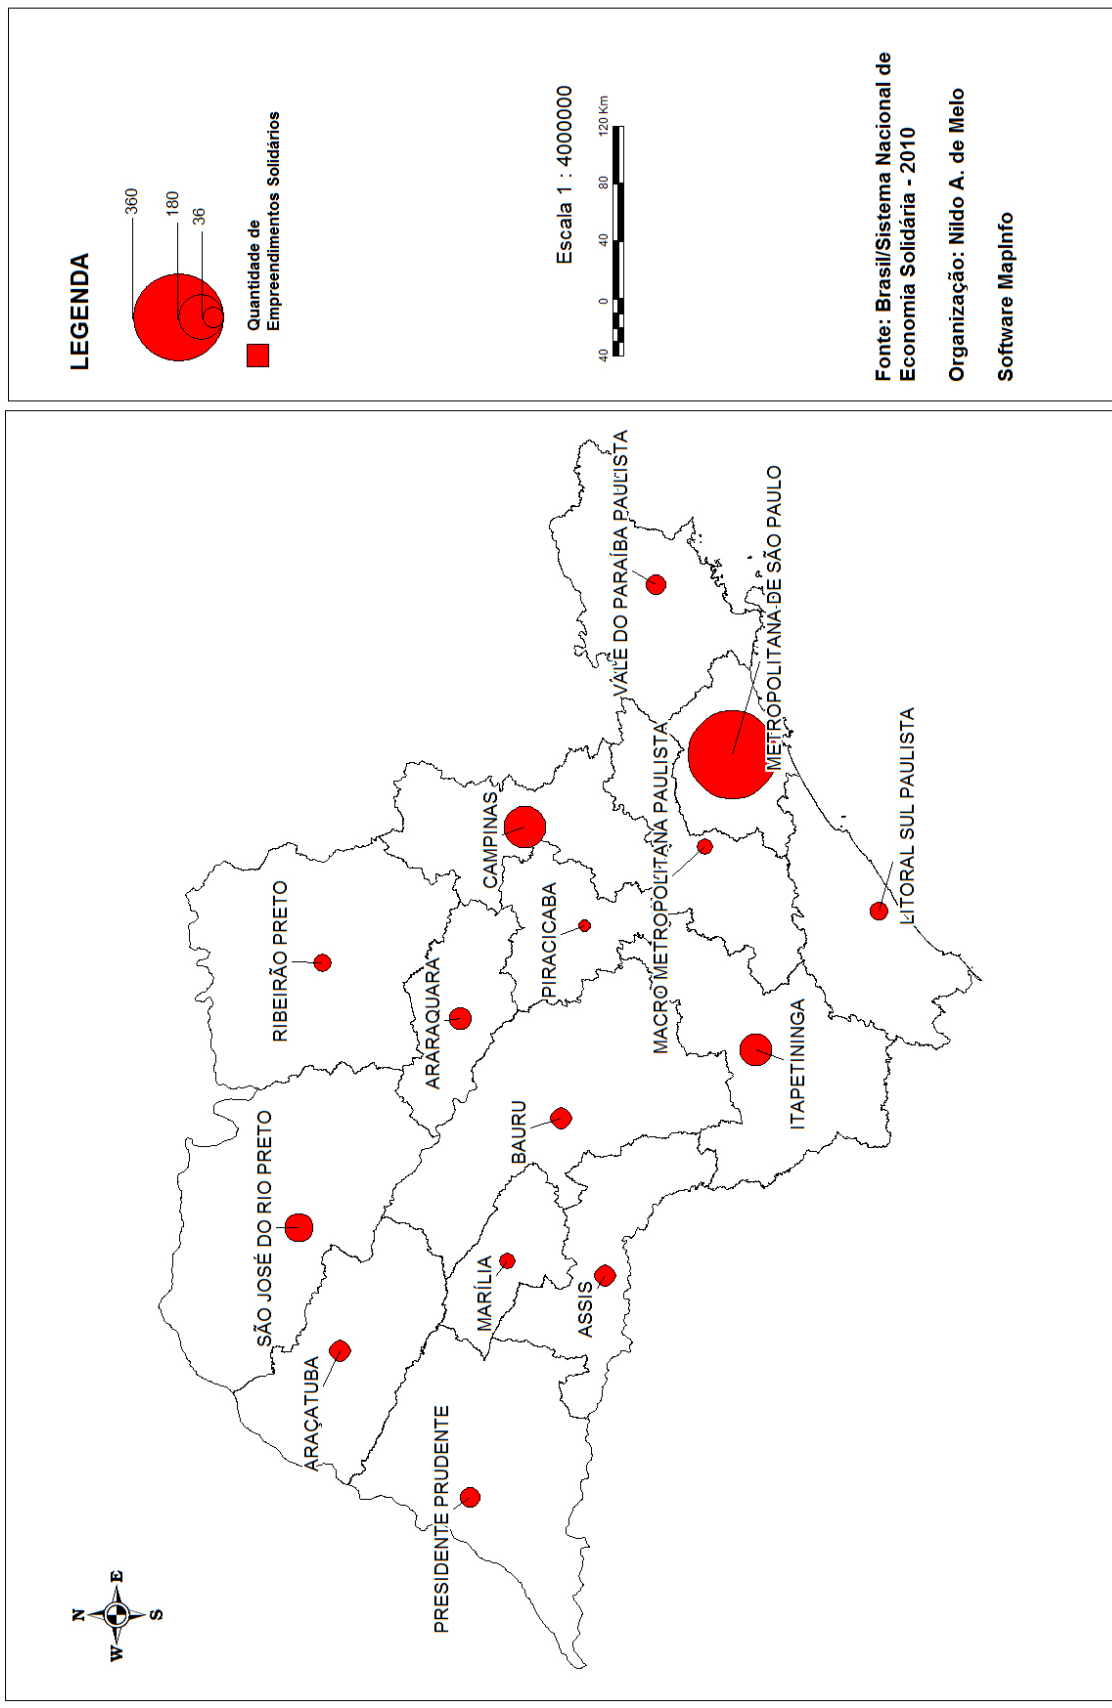 N
W E
S
SÃO JOSÉ DO RIO PRETO
RIBEIRÃO PRETO
ARAÇATUBA
PRESIDENTE PRUDENTE
ARARAQUARA
MARÍLIA
CAMPINAS
BAURU
PIRACICABA
ASSIS
VALE DO PARAÍBA PAULISTA
MACRO METROPOLITANA PAULISTA
METROPOLITANA DE SÃO PAULO
ITAPETININGA
LITORAL SUL PAULISTA
LEGENDA
360
180
36
Quantidade de
Empreendimentos Solidários
Escala 1 : 4000000
40 0 40 80 120 Km
Fonte: Brasil/Sistema Nacional de
Economia Solidária - 2010
Organização: Nildo A. de Melo
Software MapInfo